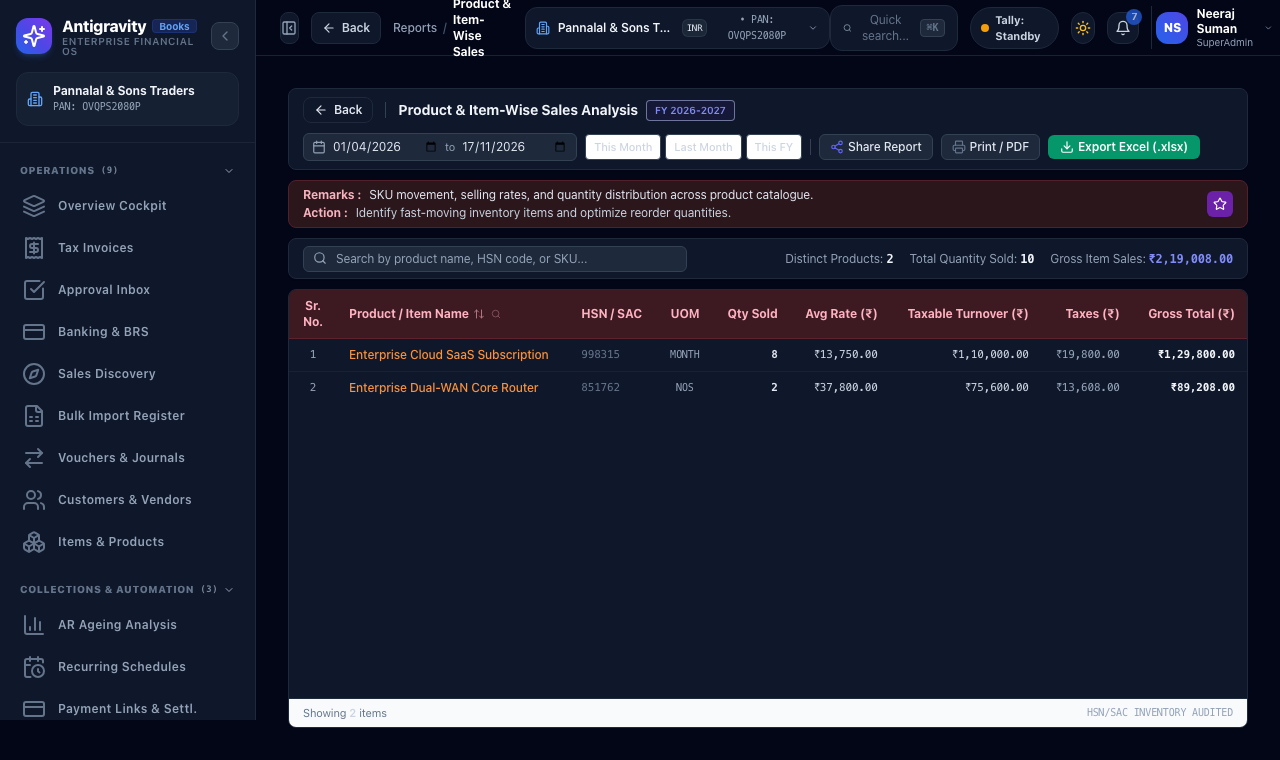 Antigravity Books
ENTERPRISE FINANCIAL OS
Pannalal & Sons Traders
PAN: OVQPS2080P
OPERATIONS (9)
Overview Cockpit
Tax Invoices
Approval Inbox
Banking & BRS
Sales Discovery
Bulk Import Register
Vouchers & Journals
Customers & Vendors
Items & Products
COLLECTIONS & AUTOMATION (3)
AR Ageing Analysis
Recurring Schedules
Payment Links & Settl.
Back
Reports / Product & Item-Wise Sales
Pannalal & Sons T... INR • PAN: OVQPS2080P
Quick search... ⌘K
Tally: Standby
7
NS
Neeraj Suman
SuperAdmin
Back
Product & Item-Wise Sales Analysis FY 2026-2027
01/04/2026 to 17/11/2026 This Month Last Month This FY Share Report Print / PDF Export Excel (.xlsx)
Remarks : SKU movement, selling rates, and quantity distribution across product catalogue.
Action : Identify fast-moving inventory items and optimize reorder quantities.
Search by product name, HSN code, or SKU... Distinct Products: 2 Total Quantity Sold: 10 Gross Item Sales: ₹2,19,008.00
Sr. No. Product / Item Name HSN / SAC UOM Qty Sold Avg Rate (₹) Taxable Turnover (₹) Taxes (₹) Gross Total (₹)
1 Enterprise Cloud SaaS Subscription 998315 MONTH 8 ₹13,750.00 ₹1,10,000.00 ₹19,800.00 ₹1,29,800.00
2 Enterprise Dual-WAN Core Router 851762 NOS 2 ₹37,800.00 ₹75,600.00 ₹13,608.00 ₹89,208.00
Showing 2 items HSN/SAC INVENTORY AUDITED